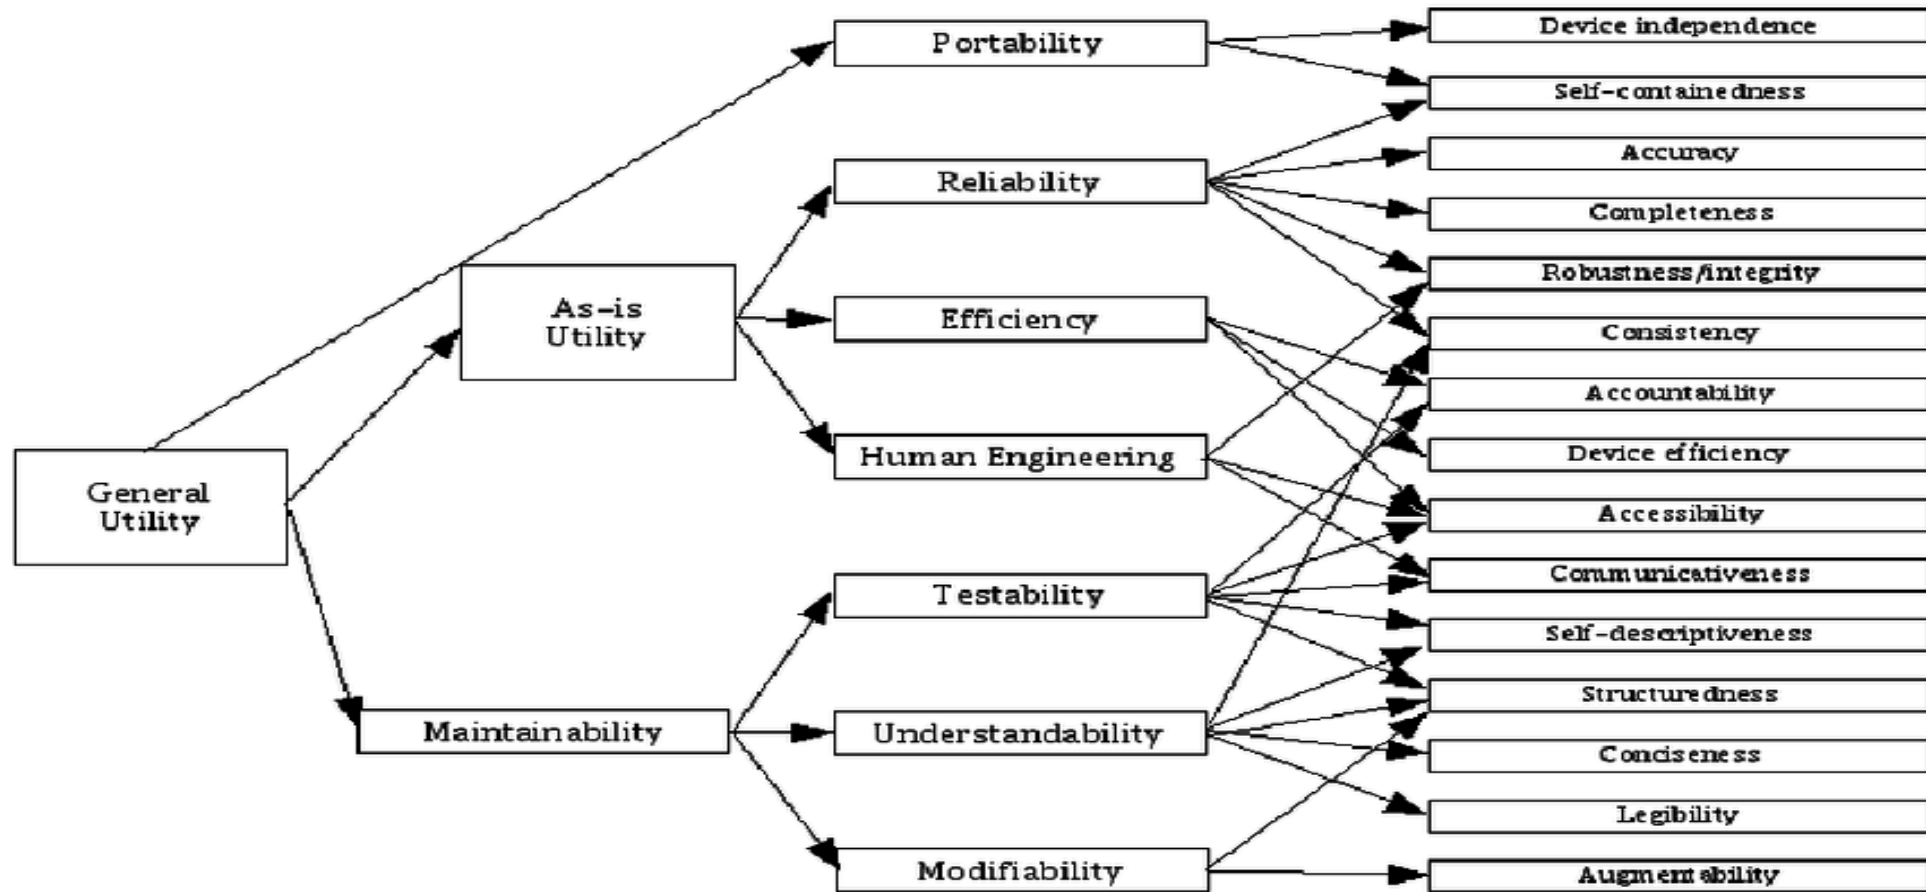 Portability
Device independence
Self-containedness
Accuracy
Reliability
Completeness
Robustness/integrity
As-is
Utility
Efficiency
Consistency
Accountability
Human Engineering
Device efficiency
General
Utility
Accessibility
Communicativeness
Testability
Self-descriptiveness
Structuredness
Maintainability
Understandability
Conciseness
Legibility
Modifiability
Augmentability